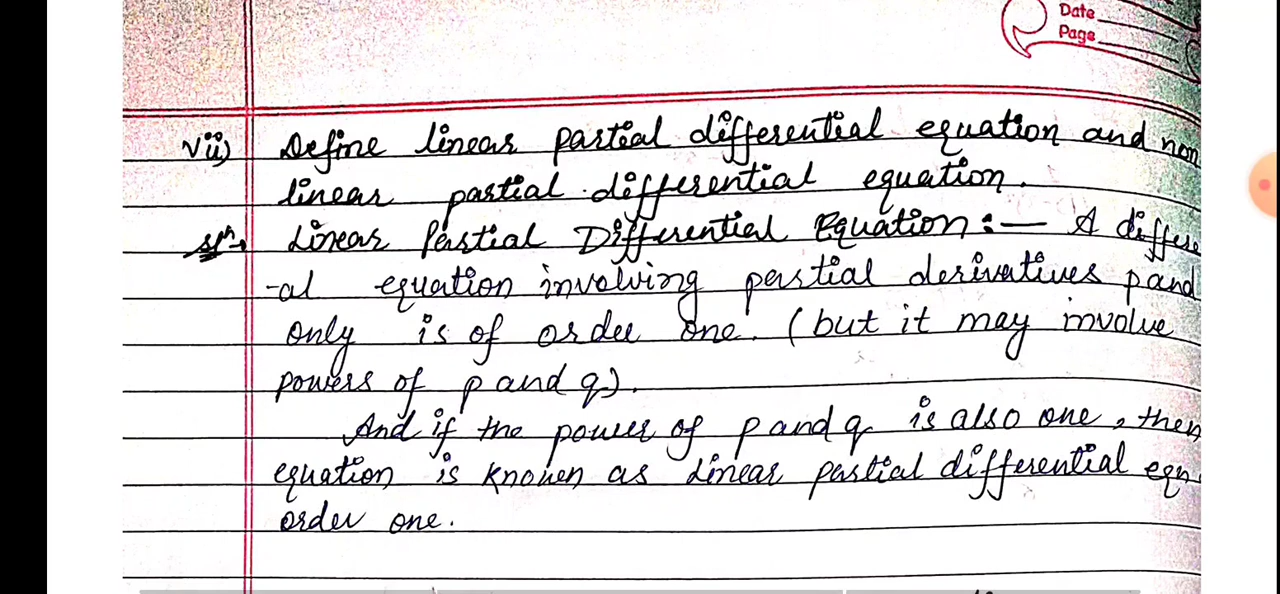 Date
Page
vii) Define linear partial differential equation and non
linear partial differential equation.
Solⁿ→ Linear Partial Differential Equation :— A differe
-al equation involving partial derivatives p and
only is of order one. (but it may involve
powers of p and q).
And if the power of p and q is also one, then
equation is known as Linear partial differential eqn
order one.